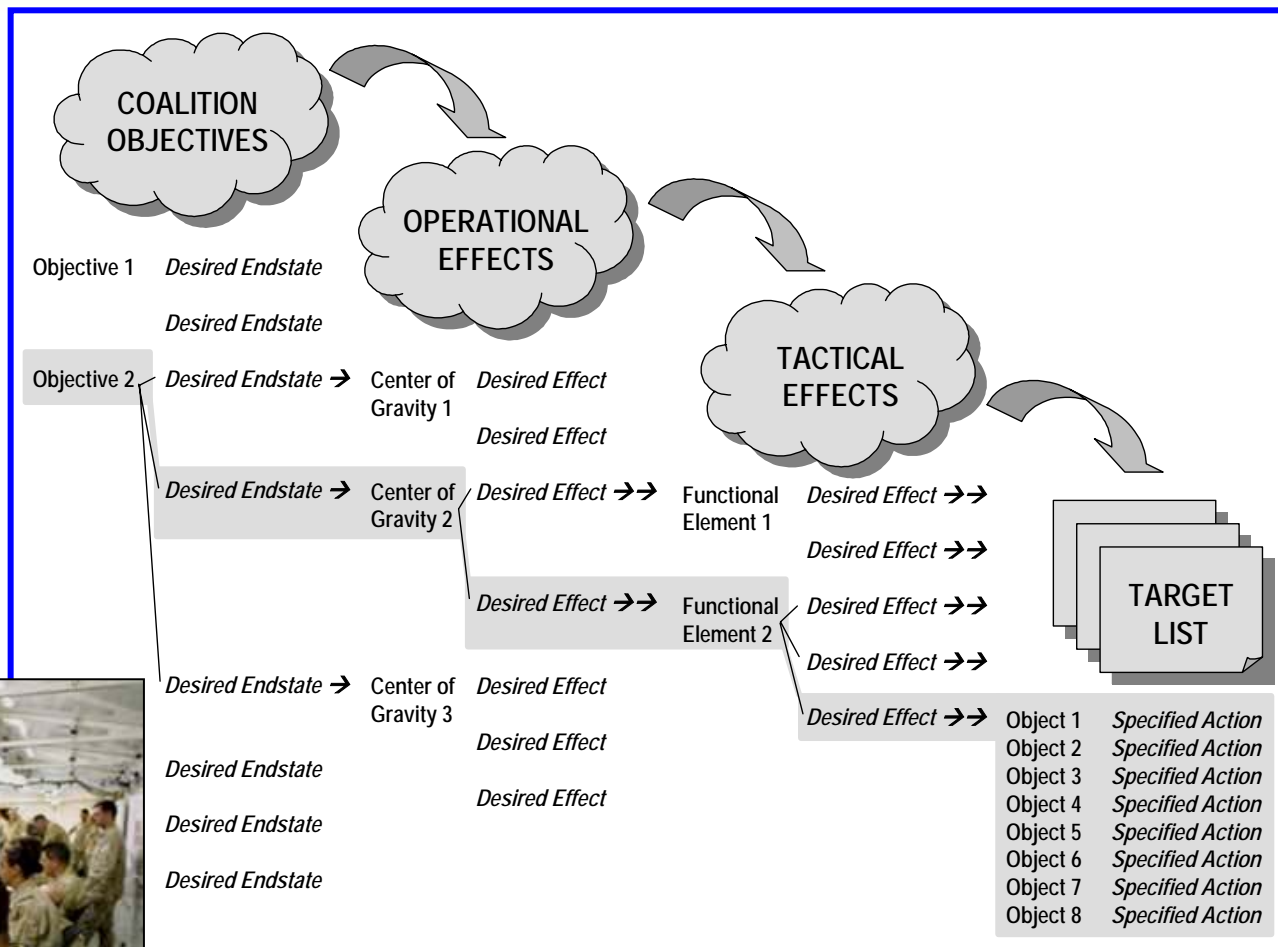 COALITION
OBJECTIVES
OPERATIONAL
EFFECTS
TACTICAL
EFFECTS
TARGET
LIST
Objective 1 Desired Endstate
Desired Endstate
Objective 2 Desired Endstate → Center of Gravity 1 Desired Effect
Desired Effect
Desired Endstate → Center of Gravity 2 Desired Effect →→ Functional Element 1 Desired Effect →→
Desired Effect →→
Desired Effect →→ Functional Element 2 Desired Effect →→
Desired Effect →→
Desired Endstate → Center of Gravity 3 Desired Effect
Desired Effect →→ Object 1 Specified Action
Object 2 Specified Action
Desired Effect
Object 3 Specified Action
Desired Endstate
Desired Effect
Object 4 Specified Action
Desired Endstate
Object 5 Specified Action
Object 6 Specified Action
Desired Endstate
Object 7 Specified Action
Object 8 Specified Action